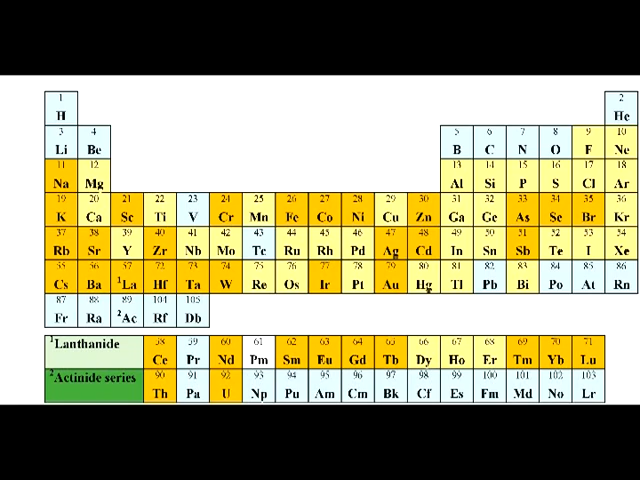 1 2
H He
3 4 5 6 7 8 9 10
Li Be B C N O F Ne
11 12 13 14 15 16 17 18
Na Mg Al Si P S Cl Ar
19 20 21 22 23 24 25 26 27 28 29 30 31 32 33 34 35 36
K Ca Sc Ti V Cr Mn Fe Co Ni Cu Zn Ga Ge As Se Br Kr
37 38 39 40 41 42 43 44 45 46 47 48 49 50 51 52 53 54
Rb Sr Y Zr Nb Mo Tc Ru Rh Pd Ag Cd In Sn Sb Te I Xe
55 56 57 72 73 74 75 76 77 78 79 80 81 82 83 84 85 86
Cs Ba ¹La Hf Ta W Re Os Ir Pt Au Hg Tl Pb Bi Po At Rn
87 88 89 104 105
Fr Ra ²Ac Rf Db
58 59 60 61 62 63 64 65 66 67 68 69 70 71
¹Lanthanide Ce Pr Nd Pm Sm Eu Gd Tb Dy Ho Er Tm Yb Lu
90 91 92 93 94 95 96 97 98 99 100 101 102 103
²Actinide series Th Pa U Np Pu Am Cm Bk Cf Es Fm Md No Lr